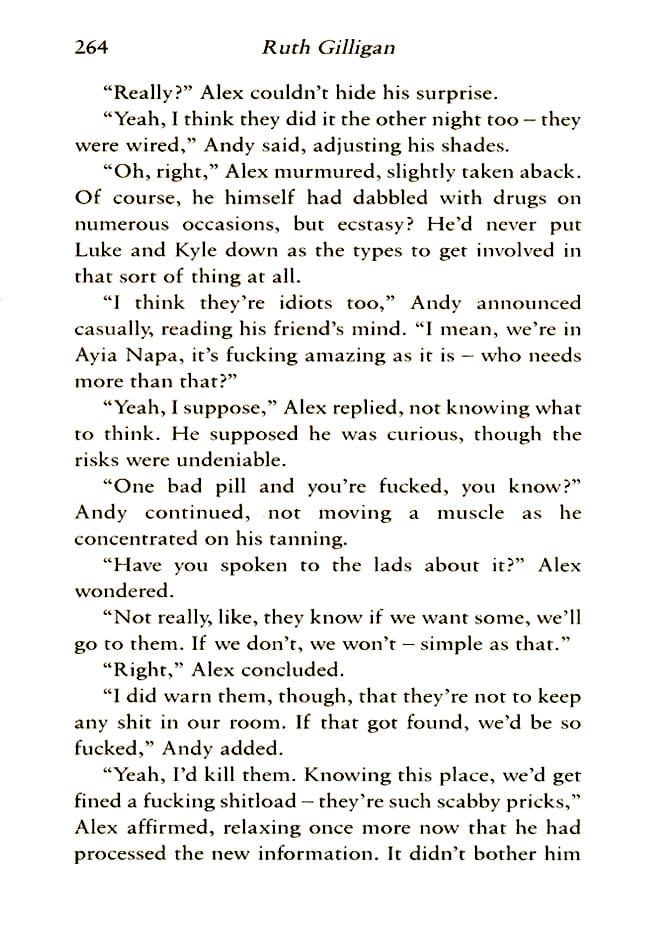 264
Ruth Gilligan
“Really?” Alex couldn’t hide his surprise.
“Yeah, I think they did it the other night too – they
were wired,” Andy said, adjusting his shades.
“Oh, right,” Alex murmured, slightly taken aback.
Of course, he himself had dabbled with drugs on
numerous occasions, but ecstasy? He’d never put
Luke and Kyle down as the types to get involved in
that sort of thing at all.
“I think they’re idiots too,” Andy announced
casually, reading his friend’s mind. “I mean, we’re in
Ayia Napa, it’s fucking amazing as it is – who needs
more than that?”
“Yeah, I suppose,” Alex replied, not knowing what
to think. He supposed he was curious, though the
risks were undeniable.
“One bad pill and you’re fucked, you know?”
Andy continued, not moving a muscle as he
concentrated on his tanning.
“Have you spoken to the lads about it?” Alex
wondered.
“Not really, like, they know if we want some, we’ll
go to them. If we don’t, we won’t – simple as that.”
“Right,” Alex concluded.
“I did warn them, though, that they’re not to keep
any shit in our room. If that got found, we’d be so
fucked,” Andy added.
“Yeah, I’d kill them. Knowing this place, we’d get
fined a fucking shitload – they’re such scabby pricks,”
Alex affirmed, relaxing once more now that he had
processed the new information. It didn’t bother him